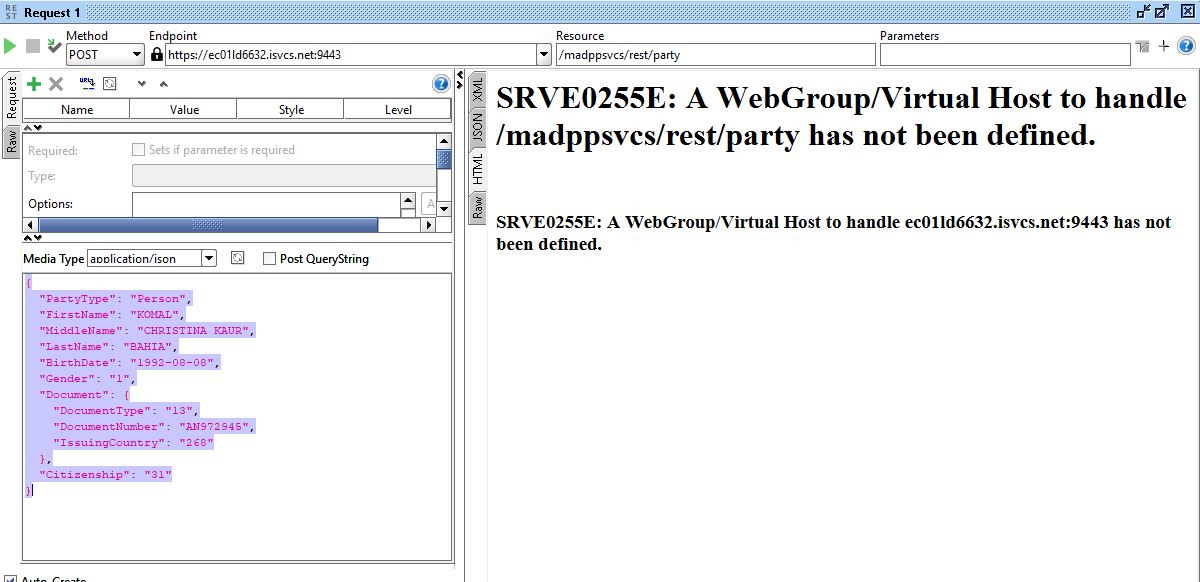 REST Request 1
Method Endpoint Resource Parameters
POST https://ec01ld6632.isvcs.net:9443 /madppsvcs/rest/party
Request
Raw
Name Value Style Level
Required: Sets if parameter is required
Type:
Options: A
Media Type application/json Post QueryString
{
"PartyType": "Person",
"FirstName": "KOMAL",
"MiddleName": "CHRISTINA KAUR",
"LastName": "BAHIA",
"BirthDate": "1992-08-08",
"Gender": "1",
"Document": {
"DocumentType": "13",
"DocumentNumber": "AN972945",
"IssuingCountry": "268"
},
"Citizenship": "31"
}
Auto-Create
XML
JSON
HTML
Raw
SRVE0255E: A WebGroup/Virtual Host to handle
/madppsvcs/rest/party has not been defined.
SRVE0255E: A WebGroup/Virtual Host to handle ec01ld6632.isvcs.net:9443 has not
been defined.